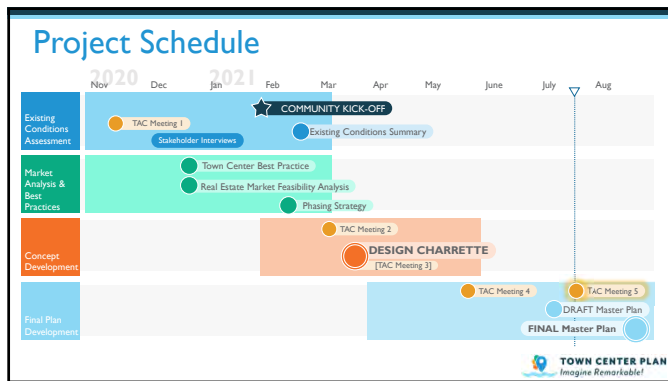 Project Schedule
2020
2021
Nov Dec Jan Feb Mar Apr May June July Aug
Existing
Conditions
Assessment
COMMUNITY KICK-OFF
TAC Meeting 1
Existing Conditions Summary
Stakeholder Interviews
Market
Analysis &
Best
Practices
Town Center Best Practice
Real Estate Market Feasibility Analysis
Phasing Strategy
Concept
Development
TAC Meeting 2
DESIGN CHARRETTE
[TAC Meeting 3]
Final Plan
Development
TAC Meeting 4
TAC Meeting 5
DRAFT Master Plan
FINAL Master Plan
TOWN CENTER PLAN
Imagine Remarkable!